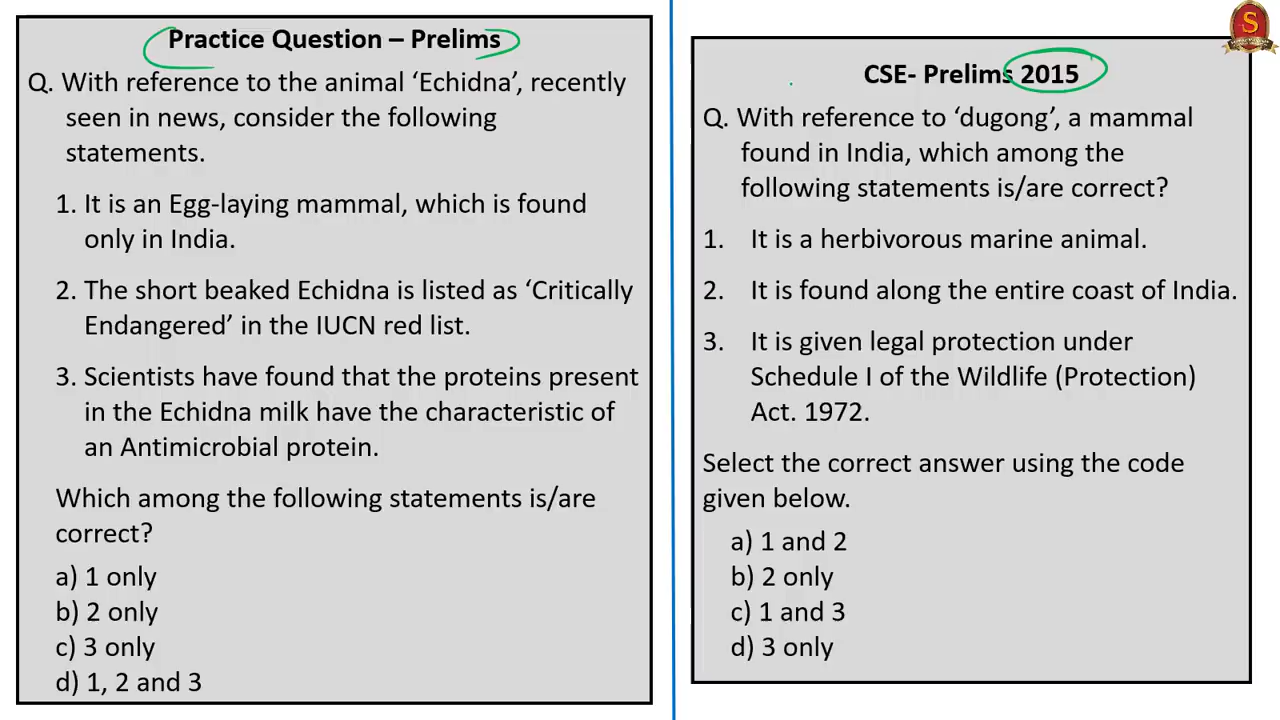 Practice Question – Prelims
Q. With reference to the animal ‘Echidna’, recently
seen in news, consider the following
statements.
1. It is an Egg-laying mammal, which is found
only in India.
2. The short beaked Echidna is listed as ‘Critically
Endangered’ in the IUCN red list.
3. Scientists have found that the proteins present
in the Echidna milk have the characteristic of
an Antimicrobial protein.
Which among the following statements is/are
correct?
a) 1 only
b) 2 only
c) 3 only
d) 1, 2 and 3
CSE- Prelims 2015
Q. With reference to ‘dugong’, a mammal
found in India, which among the
following statements is/are correct?
1. It is a herbivorous marine animal.
2. It is found along the entire coast of India.
3. It is given legal protection under
Schedule I of the Wildlife (Protection)
Act. 1972.
Select the correct answer using the code
given below.
a) 1 and 2
b) 2 only
c) 1 and 3
d) 3 only
S